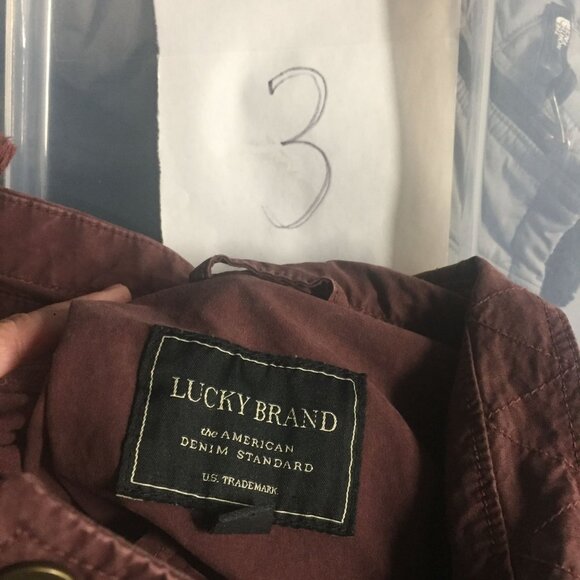 3
LUCKY BRAND
the AMERICAN
DENIM STANDARD
U.S. TRADEMARK.